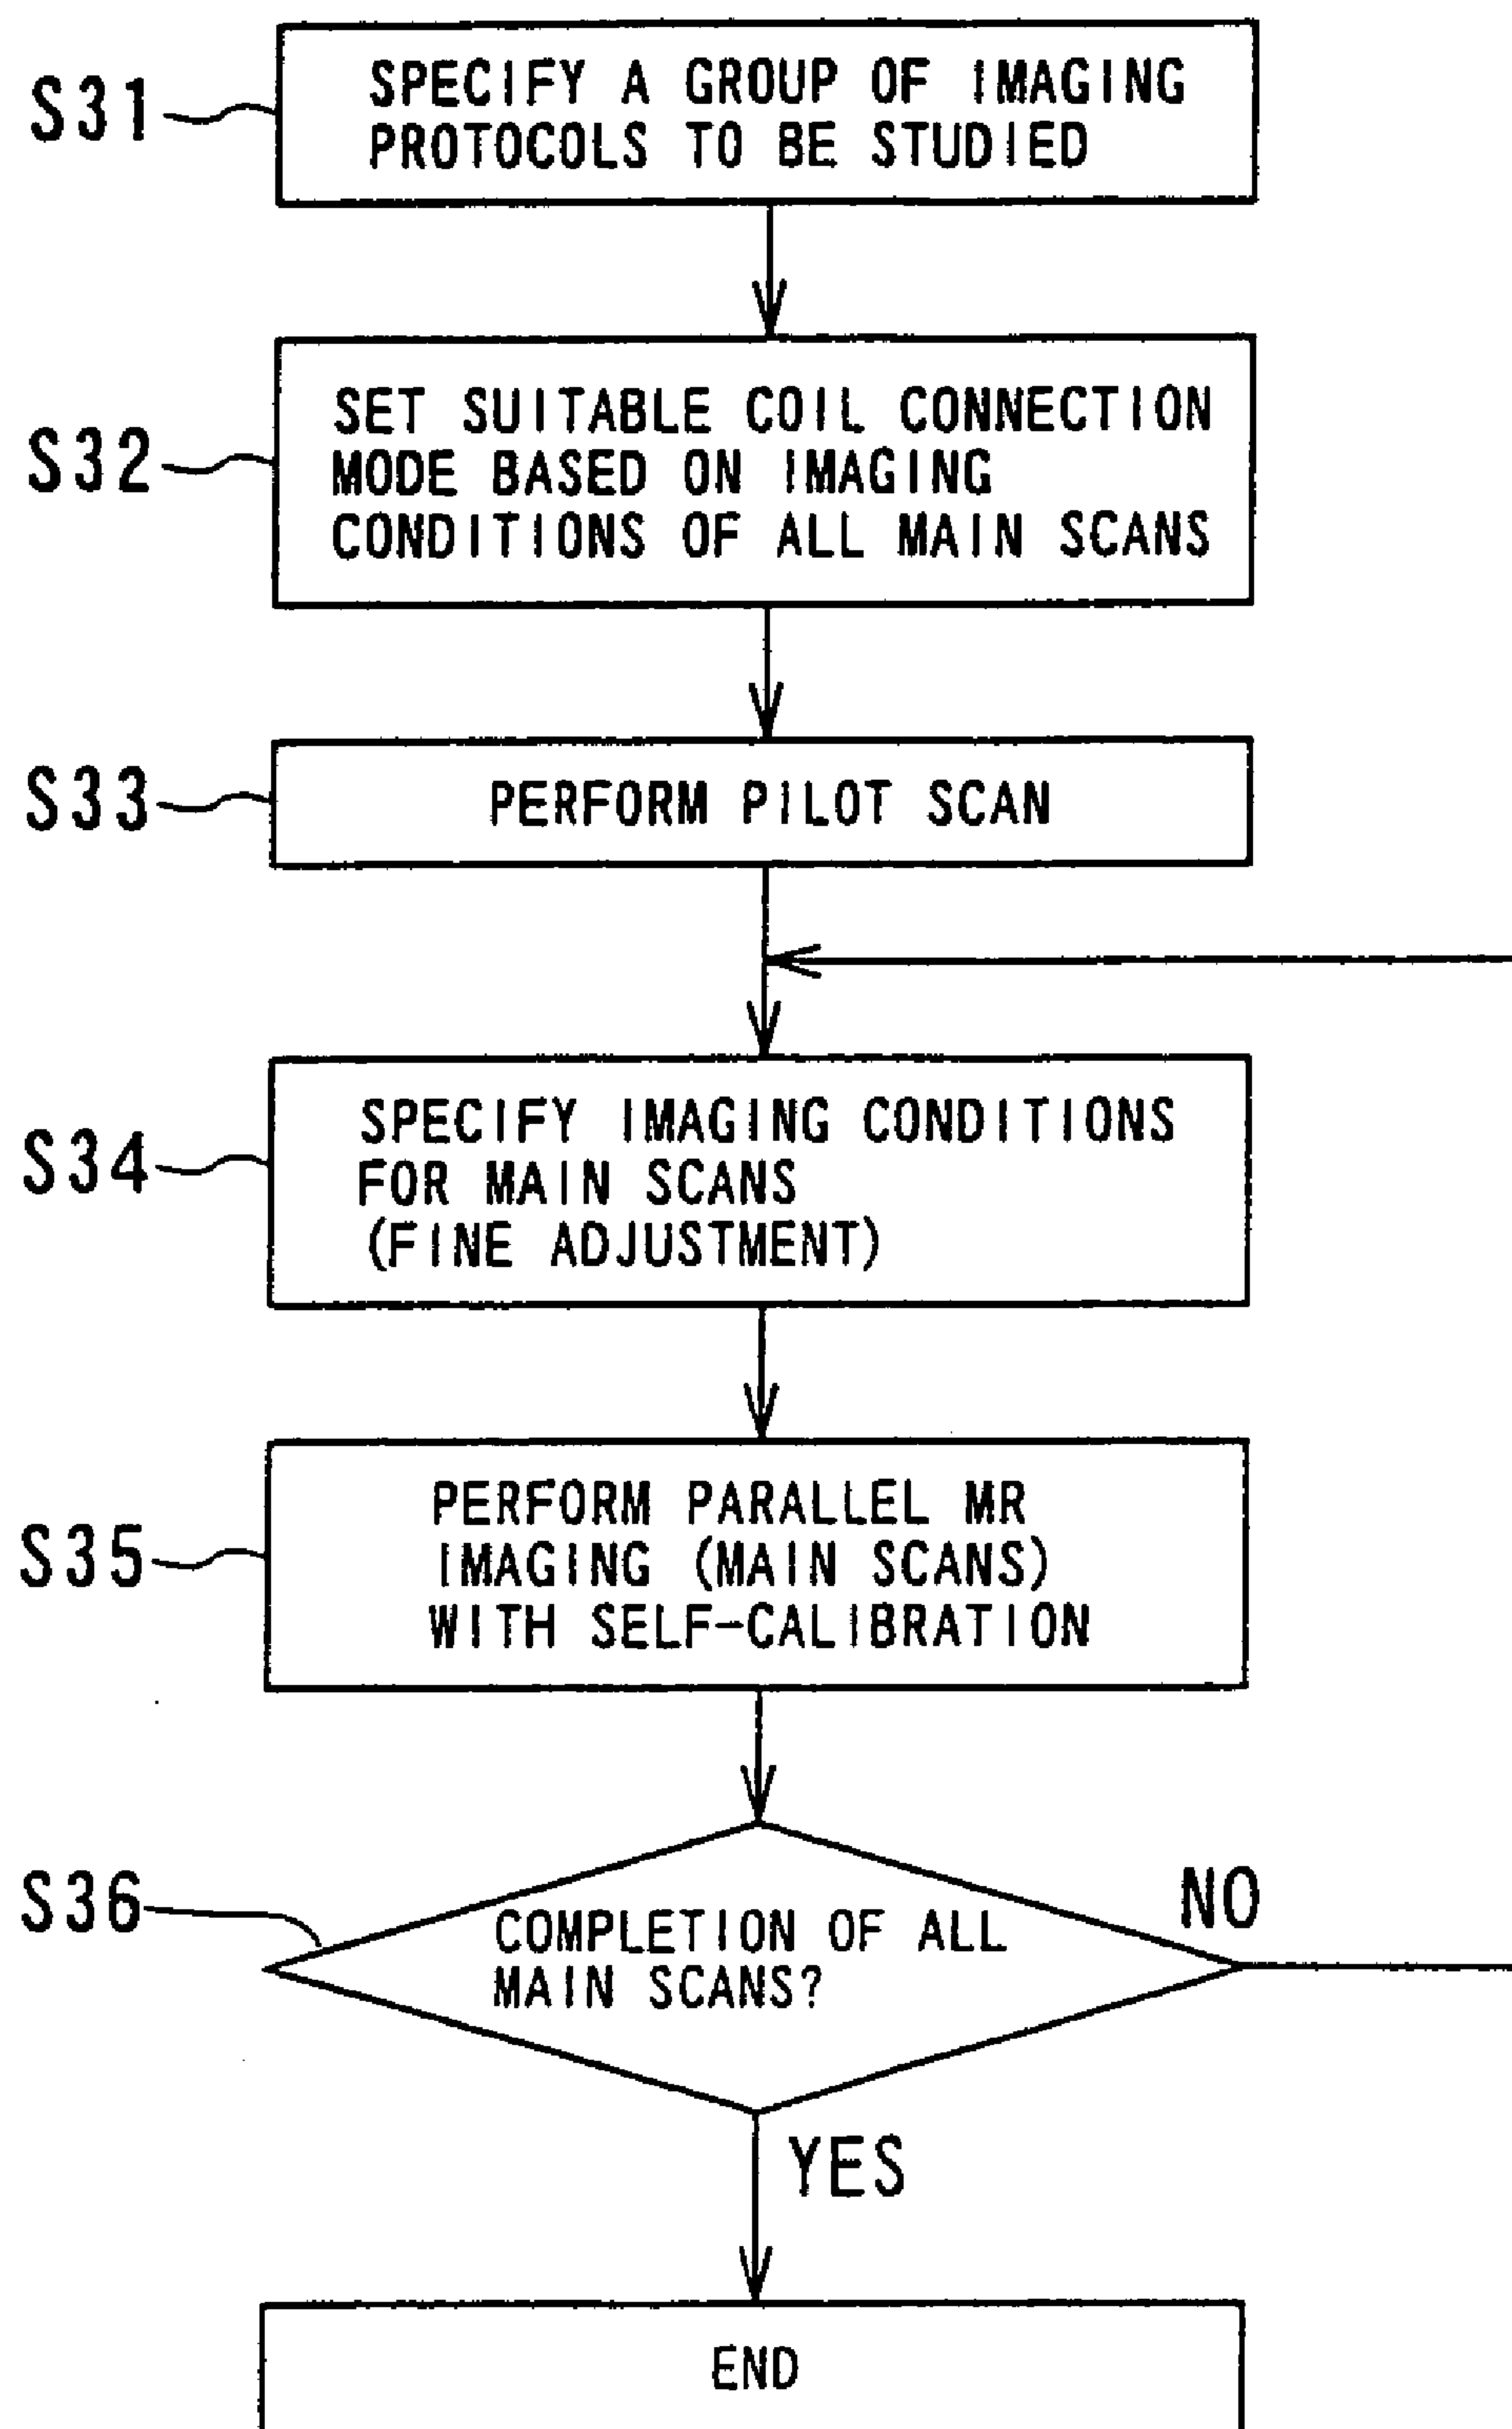 S31
SPECIFY A GROUP OF IMAGING
PROTOCOLS TO BE STUDIED
S32
SET SUITABLE COIL CONNECTION
MODE BASED ON IMAGING
CONDITIONS OF ALL MAIN SCANS
S33
PERFORM PILOT SCAN
S34
SPECIFY IMAGING CONDITIONS
FOR MAIN SCANS
(FINE ADJUSTMENT)
S35
PERFORM PARALLEL MR
IMAGING (MAIN SCANS)
WITH SELF-CALIBRATION
S36
COMPLETION OF ALL
MAIN SCANS?
NO
YES
END